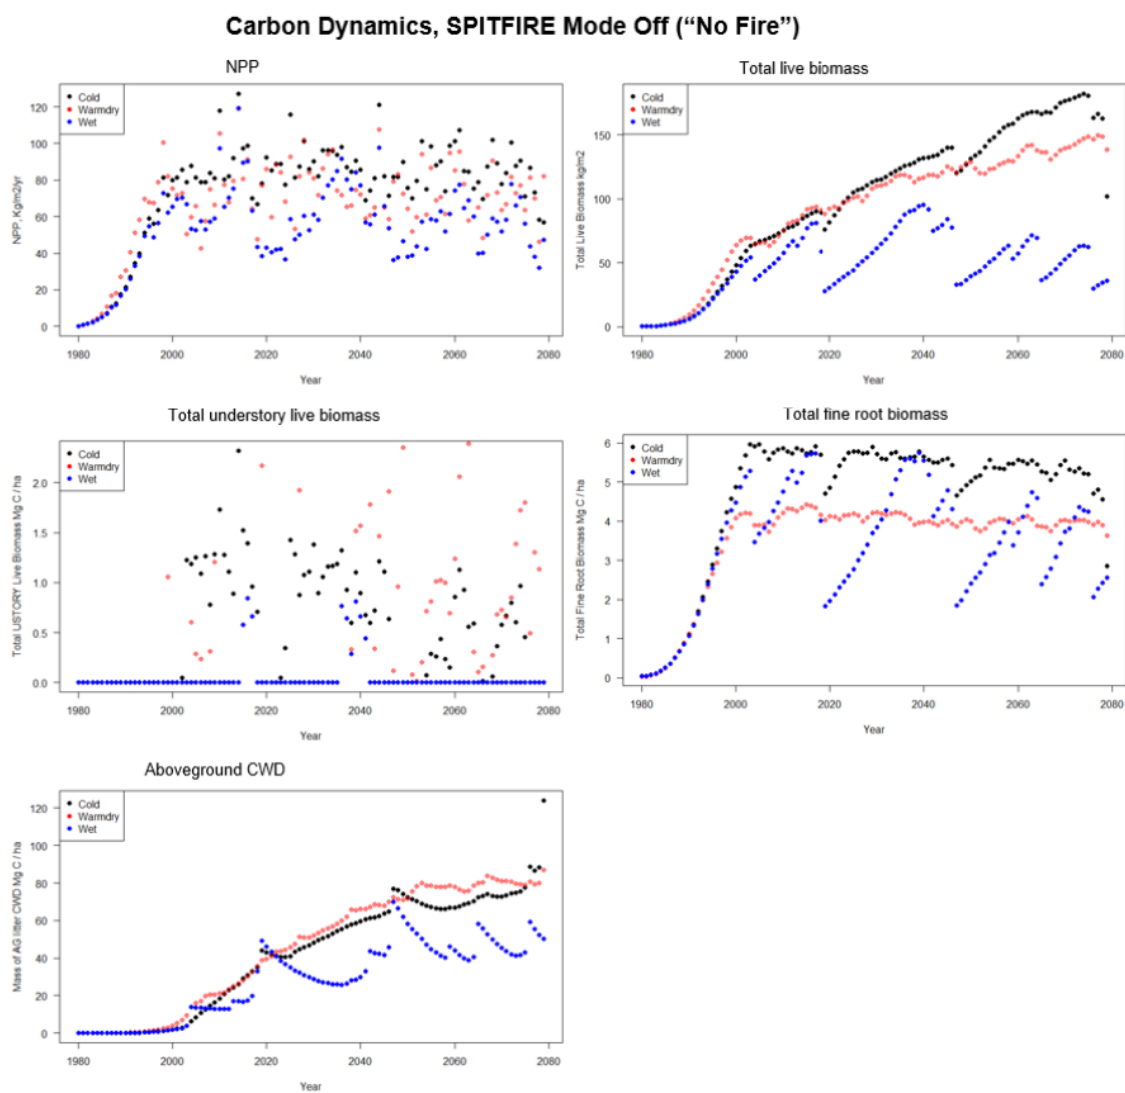 Carbon Dynamics, SPITFIRE Mode Off (“No Fire”)
NPP
Cold
Warmdry
Wet
NPP, Kg/m2/yr
0
20
40
60
80
100
120
1980
2000
2020
2040
2060
2080
Year
Total live biomass
Cold
Warmdry
Wet
Total Live Biomass kg/m2
0
50
100
150
1980
2000
2020
2040
2060
2080
Year
Total understory live biomass
Cold
Warmdry
Wet
Total USTORY Live Biomass Mg C / ha
0.0
0.5
1.0
1.5
2.0
1980
2000
2020
2040
2060
2080
Year
Total fine root biomass
Cold
Warmdry
Wet
Total Fine Root Biomass Mg C / ha
0
1
2
3
4
5
6
1980
2000
2020
2040
2060
2080
Year
Aboveground CWD
Cold
Warmdry
Wet
Mass of AG litter CWD Mg C / ha
0
20
40
60
80
100
120
1980
2000
2020
2040
2060
2080
Year